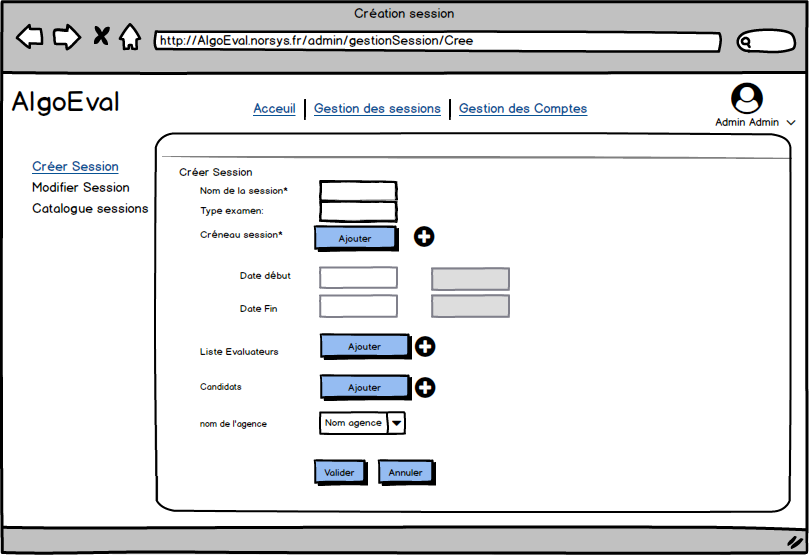 Création session
http://AlgoEval.norsys.fr/admin/gestionSession/Cree
AlgoEval
Acceuil Gestion des sessions Gestion des Comptes
Admin Admin
Créer Session
Modifier Session
Catalogue sessions
Créer Session
Nom de la session*
Type examen:
Créneau session* Ajouter
Date début
Date Fin
Liste Evaluateurs Ajouter
Candidats Ajouter
nom de l'agence Nom agence
Valider Annuler